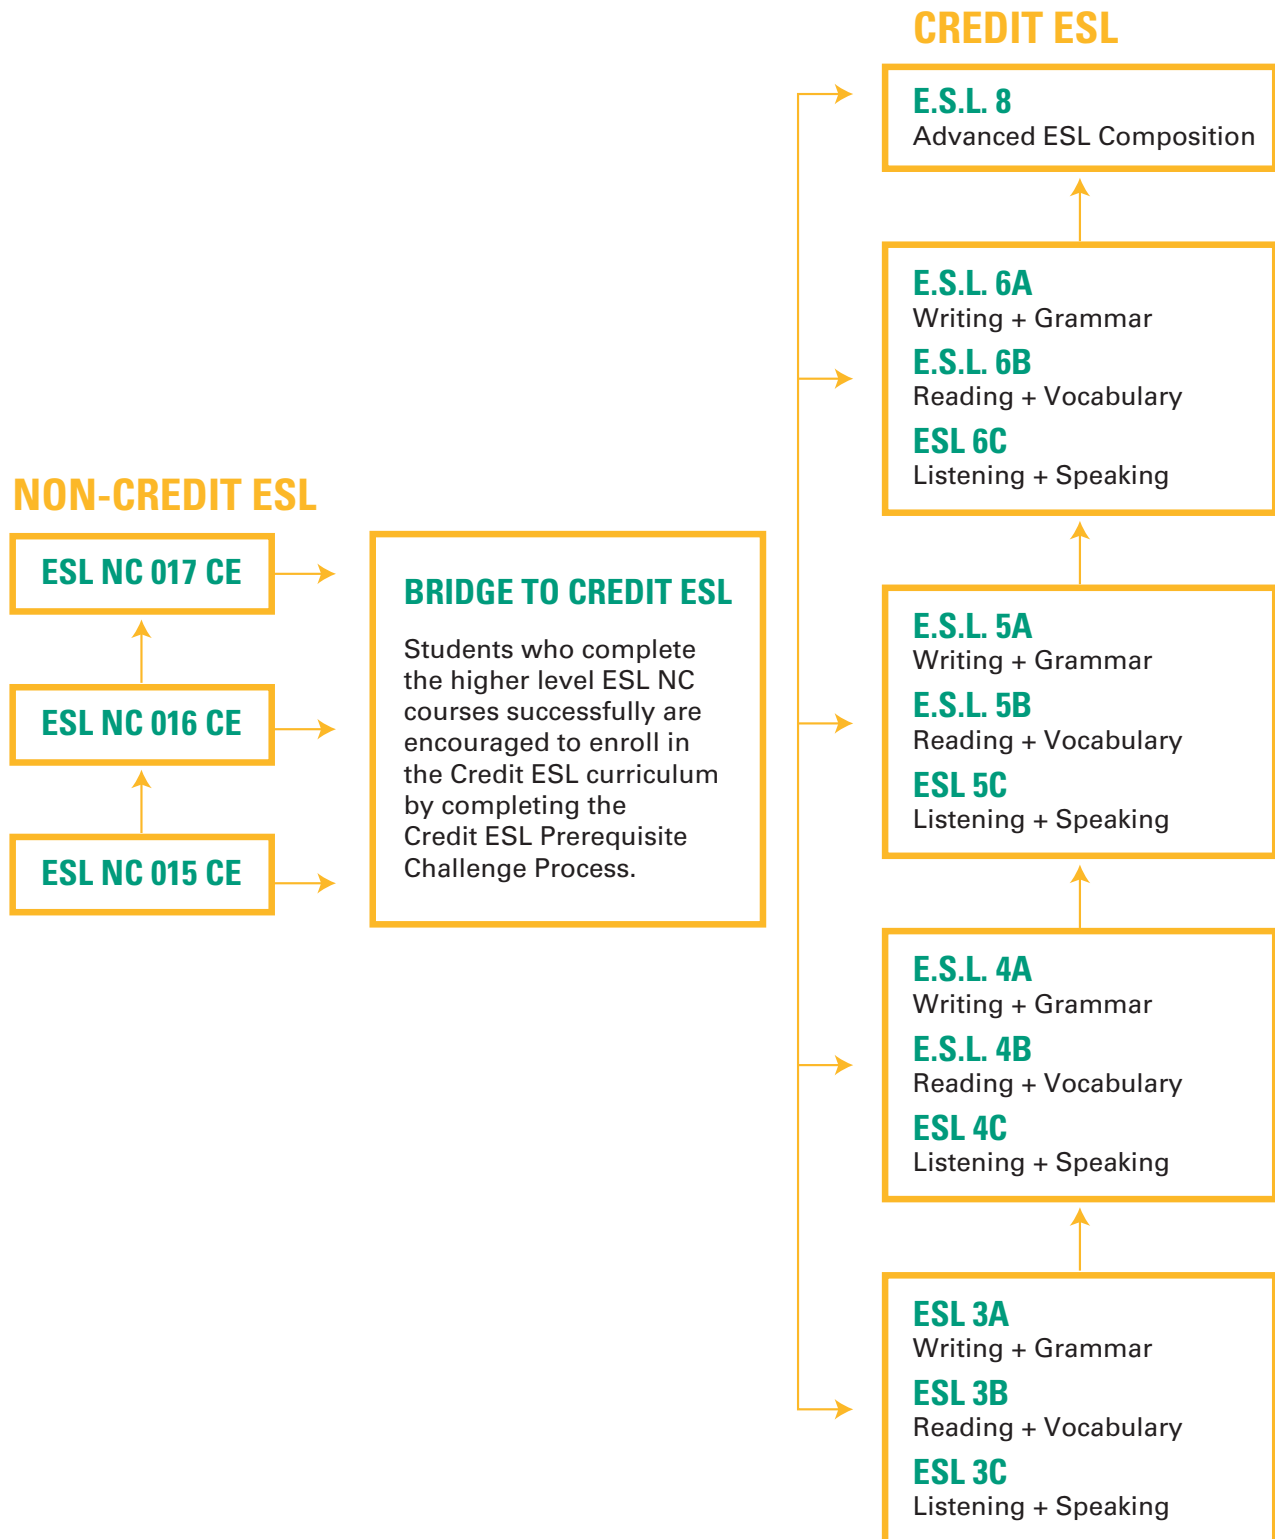 NON-CREDIT ESL
ESL NC 017 CE
ESL NC 016 CE
ESL NC 015 CE
BRIDGE TO CREDIT ESL
Students who complete
the higher level ESL NC
courses successfully are
encouraged to enroll in
the Credit ESL curriculum
by completing the
Credit ESL Prerequisite
Challenge Process.
CREDIT ESL
E.S.L. 8
Advanced ESL Composition
E.S.L. 6A
Writing + Grammar
E.S.L. 6B
Reading + Vocabulary
ESL 6C
Listening + Speaking
E.S.L. 5A
Writing + Grammar
E.S.L. 5B
Reading + Vocabulary
ESL 5C
Listening + Speaking
E.S.L. 4A
Writing + Grammar
E.S.L. 4B
Reading + Vocabulary
ESL 4C
Listening + Speaking
ESL 3A
Writing + Grammar
ESL 3B
Reading + Vocabulary
ESL 3C
Listening + Speaking